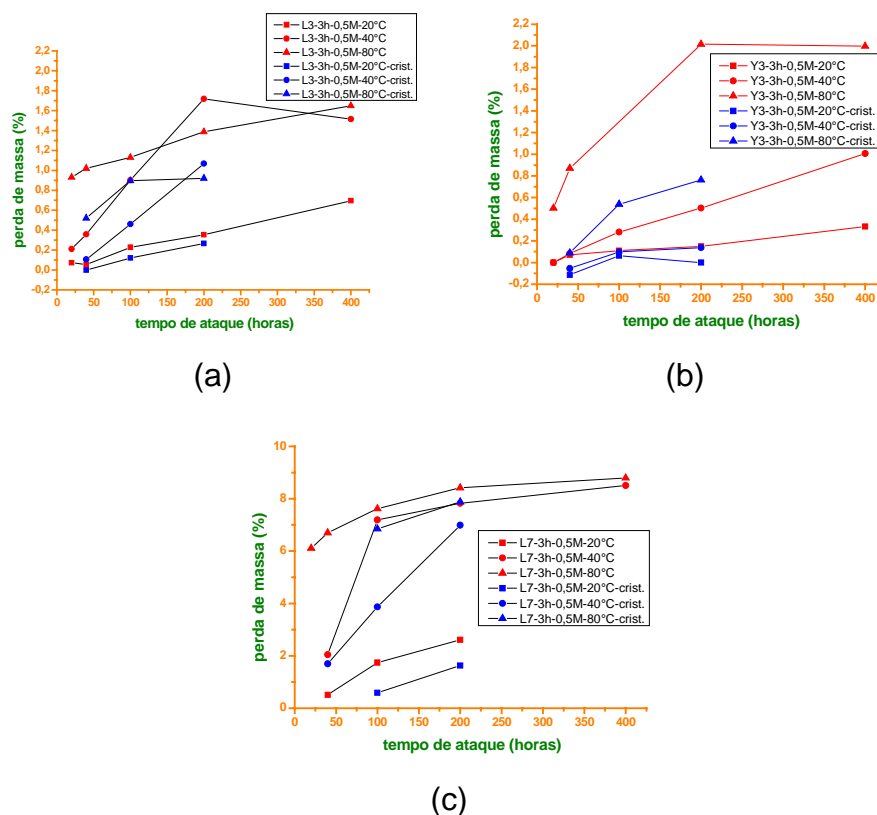 L3-3h-0,5M-20°C
L3-3h-0,5M-40°C
L3-3h-0,5M-80°C
L3-3h-0,5M-20°C-crist.
L3-3h-0,5M-40°C-crist.
L3-3h-0,5M-80°C-crist.
2,2
2,0
1,8
1,6
1,4
1,2
1,0
0,8
0,6
0,4
0,2
0,0
-0,2
perda de massa (%)
0 50 100 150 200 250 300 350 400
tempo de ataque (horas)
(a)
Y3-3h-0,5M-20°C
Y3-3h-0,5M-40°C
Y3-3h-0,5M-80°C
Y3-3h-0,5M-20°C-crist.
Y3-3h-0,5M-40°C-crist.
Y3-3h-0,5M-80°C-crist.
2,2
2,0
1,8
1,6
1,4
1,2
1,0
0,8
0,6
0,4
0,2
0,0
-0,2
perda de massa (%)
0 50 100 150 200 250 300 350 400
tempo de ataque (horas)
(b)
10
8
6
4
2
0
perda de massa (%)
L7-3h-0,5M-20°C
L7-3h-0,5M-40°C
L7-3h-0,5M-80°C
L7-3h-0,5M-20°C-crist.
L7-3h-0,5M-40°C-crist.
L7-3h-0,5M-80°C-crist.
0 50 100 150 200 250 300 350 400
tempo de ataque (horas)
(c)